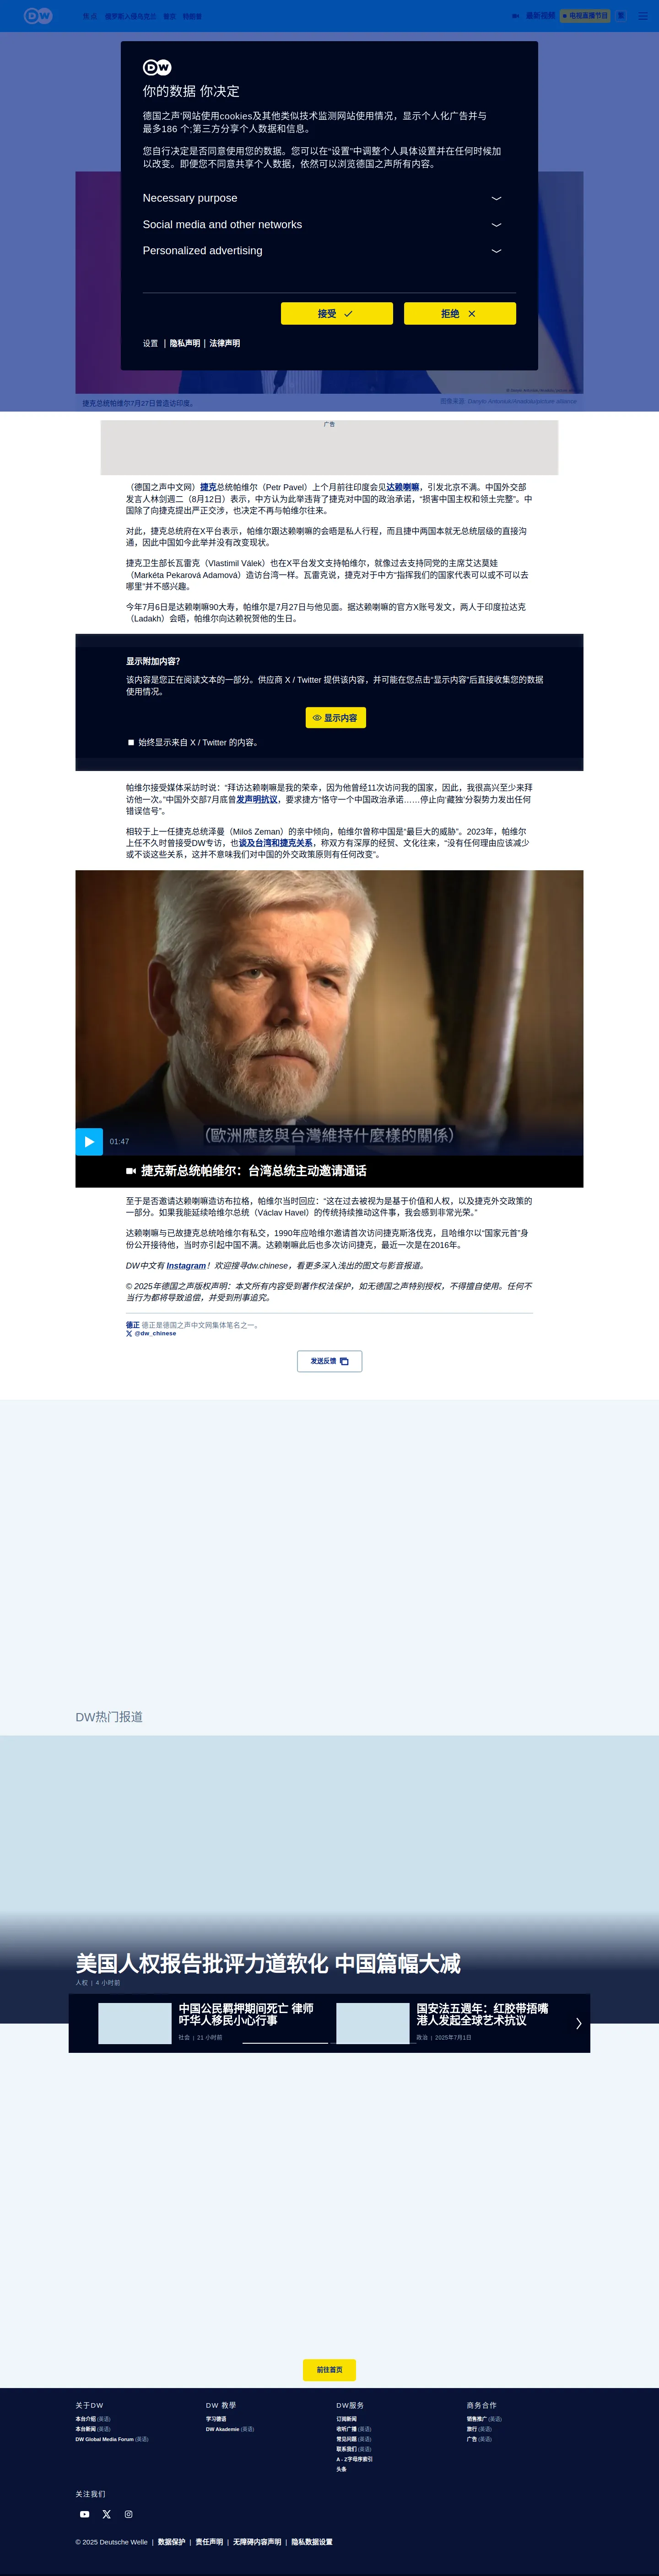 DW
最新视频
电视直播节目
繁
DW
你的数据 你决定
德国之声'网站使用cookies及其他类似技术监测网站使用情况，显示个人化广告并与
最多186 个;第三方分享个人数据和信息。
您自行决定是否同意使用您的数据。您可以在“设置”中调整个人具体设置并在任何时候加
以改变。即便您不同意共享个人数据，依然可以浏览德国之声所有内容。
Necessary purpose
Social media and other networks
Personalized advertising
接受
拒绝
设置 | 隐私声明 | 法律声明
捷克总统帕维尔7月27日曾造访印度。
广告
（德国之声中文网）捷克总统帕维尔（Petr Pavel）上个月前往印度会见达赖喇嘛，引发北京不满。中国外交部
发言人林剑週二（8月12日）表示，中方认为此举违背了捷克对中国的政治承诺，“损害中国主权和领土完整”。中
国除了向捷克提出严正交涉，也决定不再与帕维尔往来。
对此，捷克总统府在X平台表示，帕维尔跟达赖喇嘛的会晤是私人行程，而且捷中两国本就无总统层级的直接沟
通，因此中国如今此举并没有改变现状。
捷克卫生部长瓦雷克（Vlastimil Válek）也在X平台发文支持帕维尔，就像过去支持同党的主席艾达莫娃
（Markéta Pekarová Adamová）造访台湾一样。瓦雷克说，捷克对于中方“指挥我们的国家代表可以或不可以去
哪里”并不感兴趣。
今年7月6日是达赖喇嘛90大寿，帕维尔是7月27日与他见面。据达赖喇嘛的官方X账号发文，两人于印度拉达克
（Ladakh）会晤，帕维尔向达赖祝贺他的生日。
显示附加内容？
该内容是您正在阅读文本的一部分。供应商 X / Twitter 提供该内容，并可能在您点击“显示内容”后直接收集您的数据
使用情况。
显示内容
始终显示来自 X / Twitter 的内容。
帕维尔接受媒体采訪时说：“拜访达赖喇嘛是我的荣幸，因为他曾经11次访问我的国家，因此，我很高兴至少来拜
访他一次。”中国外交部7月底曾发声明抗议，要求捷方“恪守一个中国政治承诺……停止向‘藏独’分裂势力发出任何
错误信号”。
相较于上一任捷克总统泽曼（Miloš Zeman）的亲中倾向，帕维尔曾称中国是“最巨大的威胁”。2023年，帕维尔
上任不久时曾接受DW专访，也谈及台湾和捷克关系，称双方有深厚的经贸、文化往来，“没有任何理由应该减少
或不谈这些关系，这并不意味我们对中国的外交政策原则有任何改变”。
（歐洲應該與台灣維持什麼樣的關係）
01:47
捷克新总统帕维尔：台湾总统主动邀请通话
至于是否邀请达赖喇嘛造访布拉格，帕维尔当时回应：“这在过去被视为是基于价值和人权，以及捷克外交政策的
一部分。如果我能延续哈维尔总统（Václav Havel）的传统持续推动这件事，我会感到非常光荣。”
达赖喇嘛与已故捷克总统哈维尔有私交，1990年应哈维尔邀请首次访问捷克斯洛伐克，且哈维尔以“国家元首”身
份公开接待他，当时亦引起中国不满。达赖喇嘛此后也多次访问捷克，最近一次是在2016年。
DW中文有 Instagram！欢迎搜寻dw.chinese，看更多深入浅出的图文与影音报道。
© 2025年德国之声版权声明：本文所有内容受到著作权法保护，如无德国之声特别授权，不得擅自使用。任何不
当行为都将导致追偿，并受到刑事追究。
德正 德正是德国之声中文网集体笔名之一。
@dw_chinese
发送反馈
DW热门报道
美国人权报告批评力道软化 中国篇幅大减
人权 | 4 小时前
中国公民羁押期间死亡 律师
吁华人移民小心行事
社会 | 21 小时前
国安法五週年：红胶带捂嘴
港人发起全球艺术抗议
政治 | 2025年7月1日
前往首页
关于DW
本台介绍 (英语)
本台新闻 (英语)
DW Global Media Forum (英语)
DW 教學
学习德语
DW Akademie (英语)
DW服务
订阅新闻
收听广播 (英语)
常见问题 (英语)
联系我们 (英语)
A - Z字母序索引
头条
商务合作
销售推广 (英语)
旅行 (英语)
广告 (英语)
关注我们
© 2025 Deutsche Welle | 数据保护 | 责任声明 | 无障碍内容声明 | 隐私数据设置